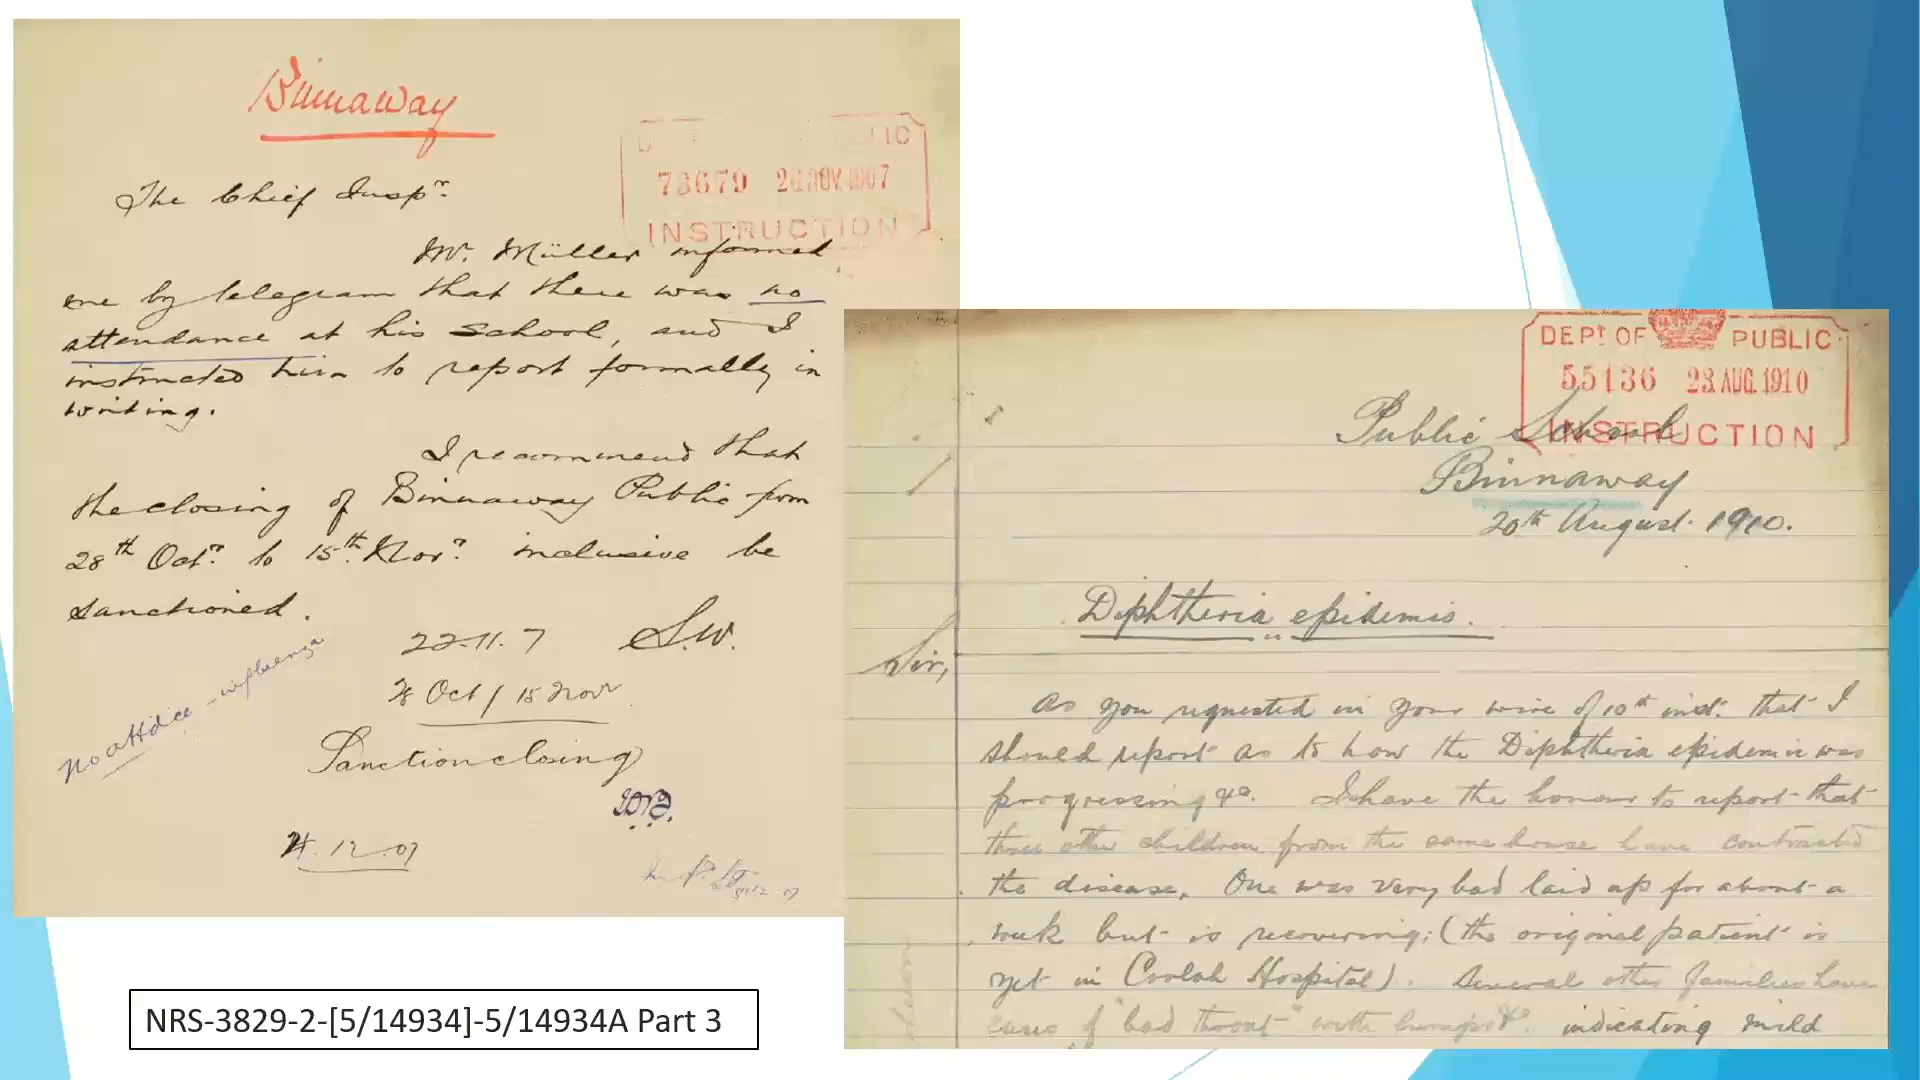 Binnaway
PUBLIC
73679 26 NOV. 1907
INSTRUCTION
The Chief Inspr.
Mr. Müller informed
me by telegram that there was no
attendance at his school, and I
instructed him to report formally in
writing.
I recommend that
the closing of Binnaway Public from
28th Octr. to 15th Novr. inclusive be
sanctioned.
22.11.7 S.W.
28 Oct / 15 Novr
No attdce - influenza
Sanction closing
4.12.07
DEPT OF PUBLIC
55136 23 AUG. 1910
INSTRUCTION
Public School
Binnaway
20th August 1910.
Diphtheria epidemic.
Sir,
As you requested in your wire of 10th inst. that I
should report as to how the Diphtheria epidemic was
progressing &c. I have the honour to report that
three other children from the same house have contracted
the disease. One was very bad laid up for about a
week but is recovering; (the original patient is
yet in Coolah Hospital). Several other families have
cases of "bad throat" with lumps &c. indicating mild
NRS-3829-2-[5/14934]-5/14934A Part 3